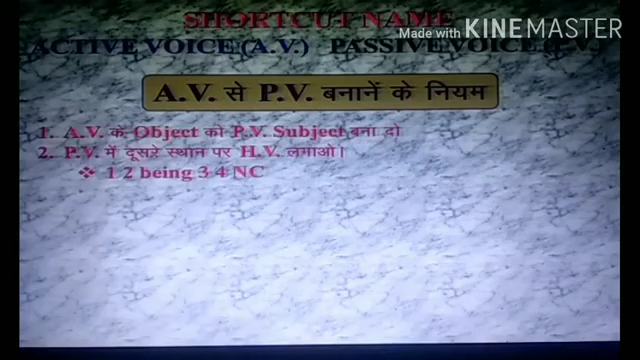 SHORTCUT NAME
Made with KINEMASTER
ACTIVE VOICE (A.V.) PASSIVE VOICE (P.V.)
A.V. से P.V. बनानें के नियम
1. A.V. के Object को P.V. Subject बना दो
2. P.V. में दूसरे स्थान पर H.V. लगाओ।
❖ 1 2 being 3 4 NC